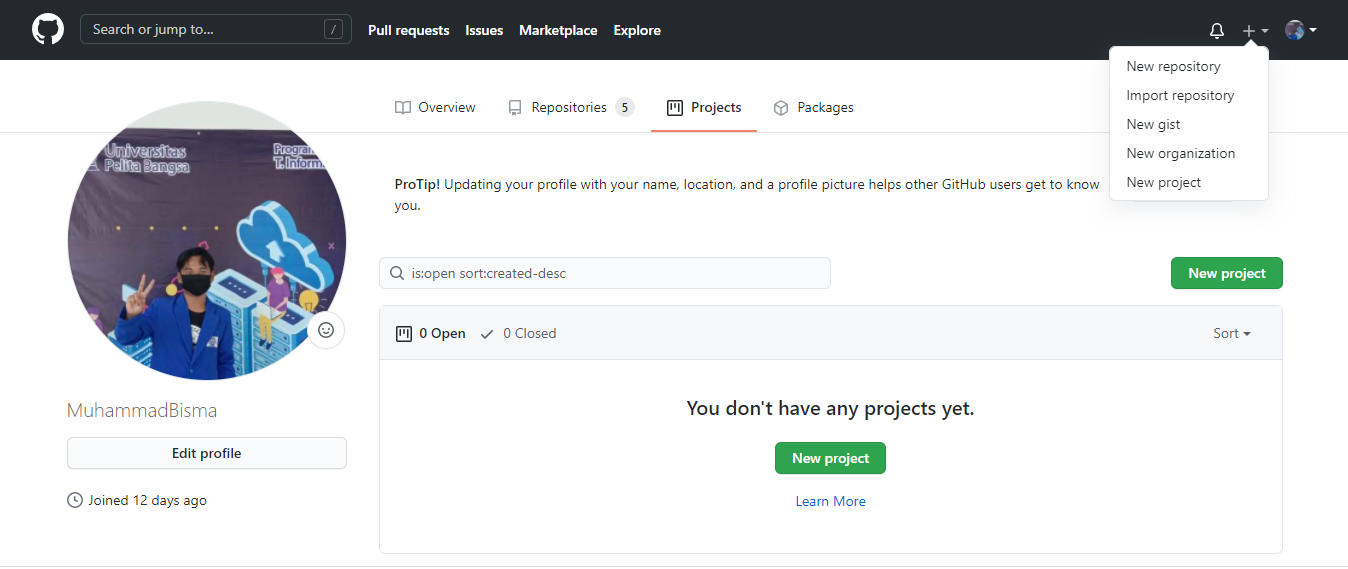 Search or jump to... /
Pull requests
Issues
Marketplace
Explore
New repository
Import repository
New gist
New organization
New project
Overview
Repositories 5
Projects
Packages
Universitas
Pelita Bangsa
Program
T. Inform
ProTip! Updating your profile with your name, location, and a profile picture helps other GitHub users get to know
you.
is:open sort:created-desc
New project
0 Open
0 Closed
Sort
You don't have any projects yet.
New project
Learn More
MuhammadBisma
Edit profile
Joined 12 days ago